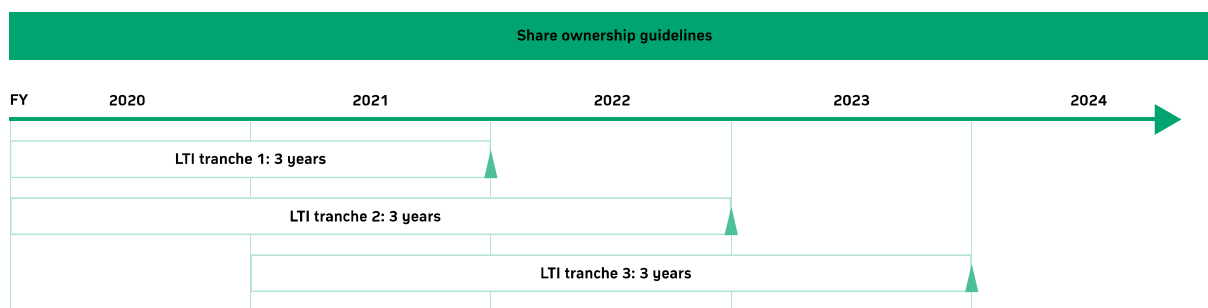 Share ownership guidelines
FY 2020 2021 2022 2023 2024
LTI tranche 1: 3 years
LTI tranche 2: 3 years
LTI tranche 3: 3 years